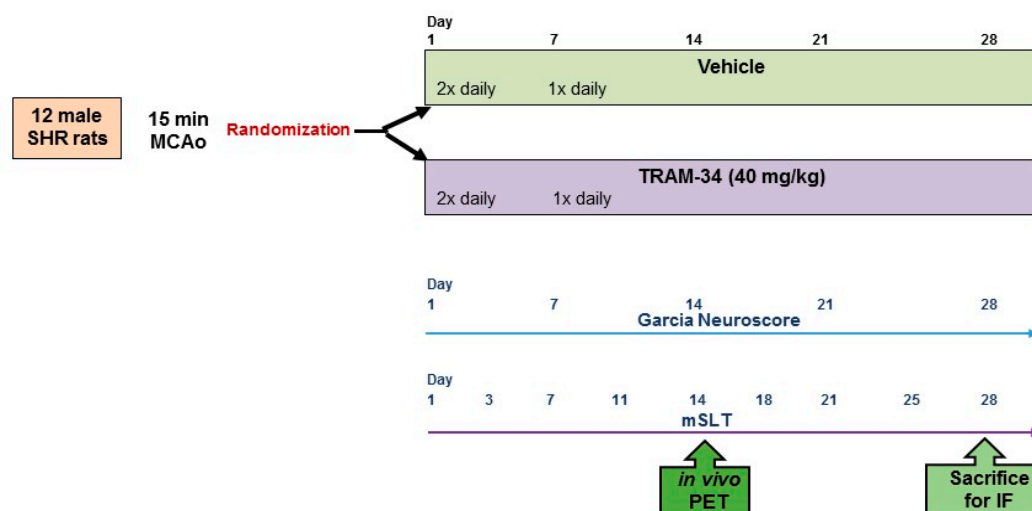 Day
1 7 14 21 28
Vehicle
2x daily 1x daily
12 male
SHR rats
15 min
MCAo
Randomization
TRAM-34 (40 mg/kg)
2x daily 1x daily
Day
1 7 14 21 28
Garcia Neuroscore
Day
1 3 7 11 14 18 21 25 28
mSLT
in vivo
PET
Sacrifice
for IF